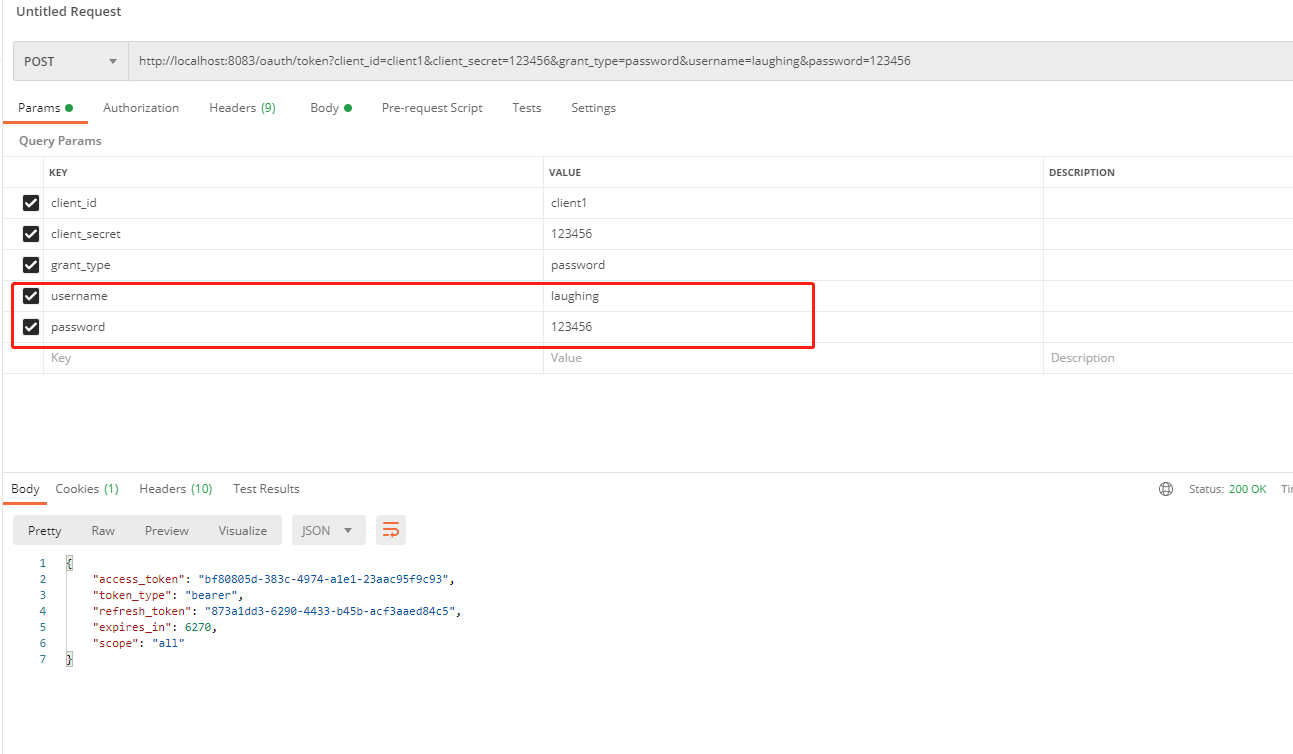 Untitled Request
POST http://localhost:8083/oauth/token?client_id=client1&client_secret=123456&grant_type=password&username=laughing&password=123456
Params Authorization Headers (9) Body Pre-request Script Tests Settings
Query Params
KEY VALUE DESCRIPTION
client_id client1
client_secret 123456
grant_type password
username laughing
password 123456
Key Value Description
Body Cookies (1) Headers (10) Test Results Status: 200 OK
Pretty Raw Preview Visualize JSON
1 {
2 "access_token": "bf80805d-383c-4974-a1e1-23aac95f9c93",
3 "token_type": "bearer",
4 "refresh_token": "873a1dd3-6290-4433-b45b-acf3aaed84c5",
5 "expires_in": 6270,
6 "scope": "all"
7 }